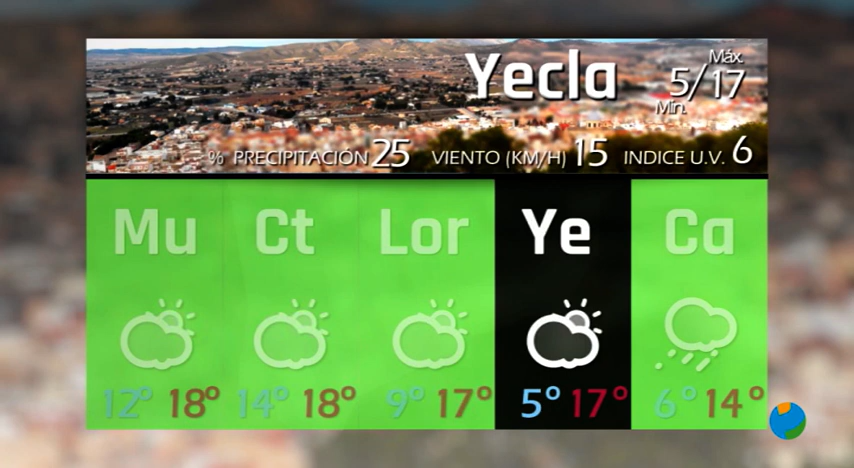 Yecla
Máx.
5/17
Mín.
% PRECIPITACIÓN 25 VIENTO (KM/H) 15 INDICE U.V. 6
Mu Ct Lor Ye Ca
12° 18° 14° 18° 9° 17° 5° 17° 6° 14°